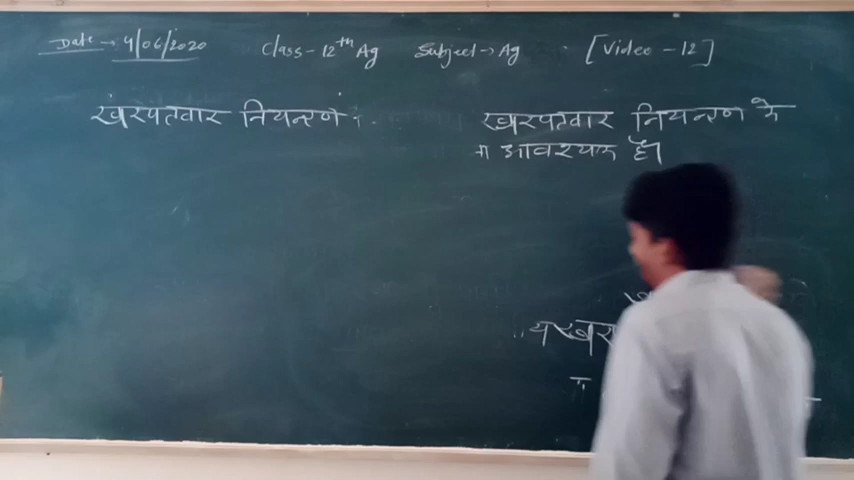 Date → 4/06/2020 Class - 12th Ag Subject → Ag [Video - 12]
खरपतवार नियन्त्रण :
खरपतवार नियन्त्रण के
आवश्यक है।